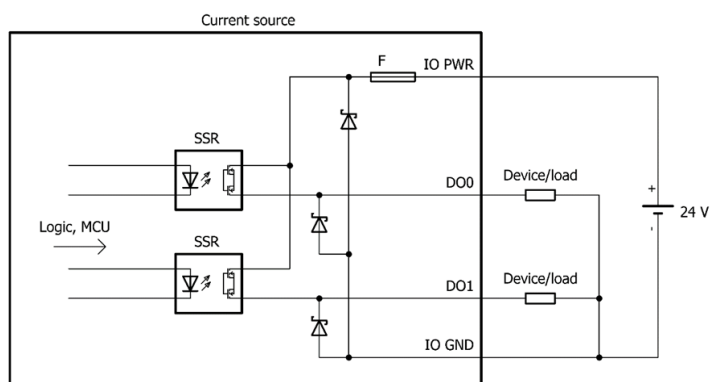 Current source
F
IO PWR
SSR
DO0
Device/load
+
24 V
-
Logic, MCU
SSR
DO1
Device/load
IO GND